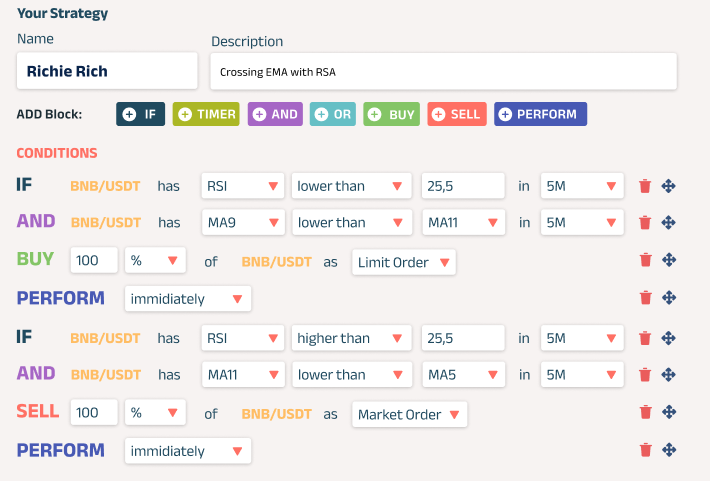 Your Strategy
Name
Description
Richie Rich
Crossing EMA with RSA
ADD Block: IF TIMER AND OR BUY SELL PERFORM
CONDITIONS
IF BNB/USDT has RSI lower than 25,5 in 5M
AND BNB/USDT has MA9 lower than MA11 in 5M
BUY 100 % of BNB/USDT as Limit Order
PERFORM immidiately
IF BNB/USDT has RSI higher than 25,5 in 5M
AND BNB/USDT has MA11 lower than MA5 in 5M
SELL 100 % of BNB/USDT as Market Order
PERFORM immidiately